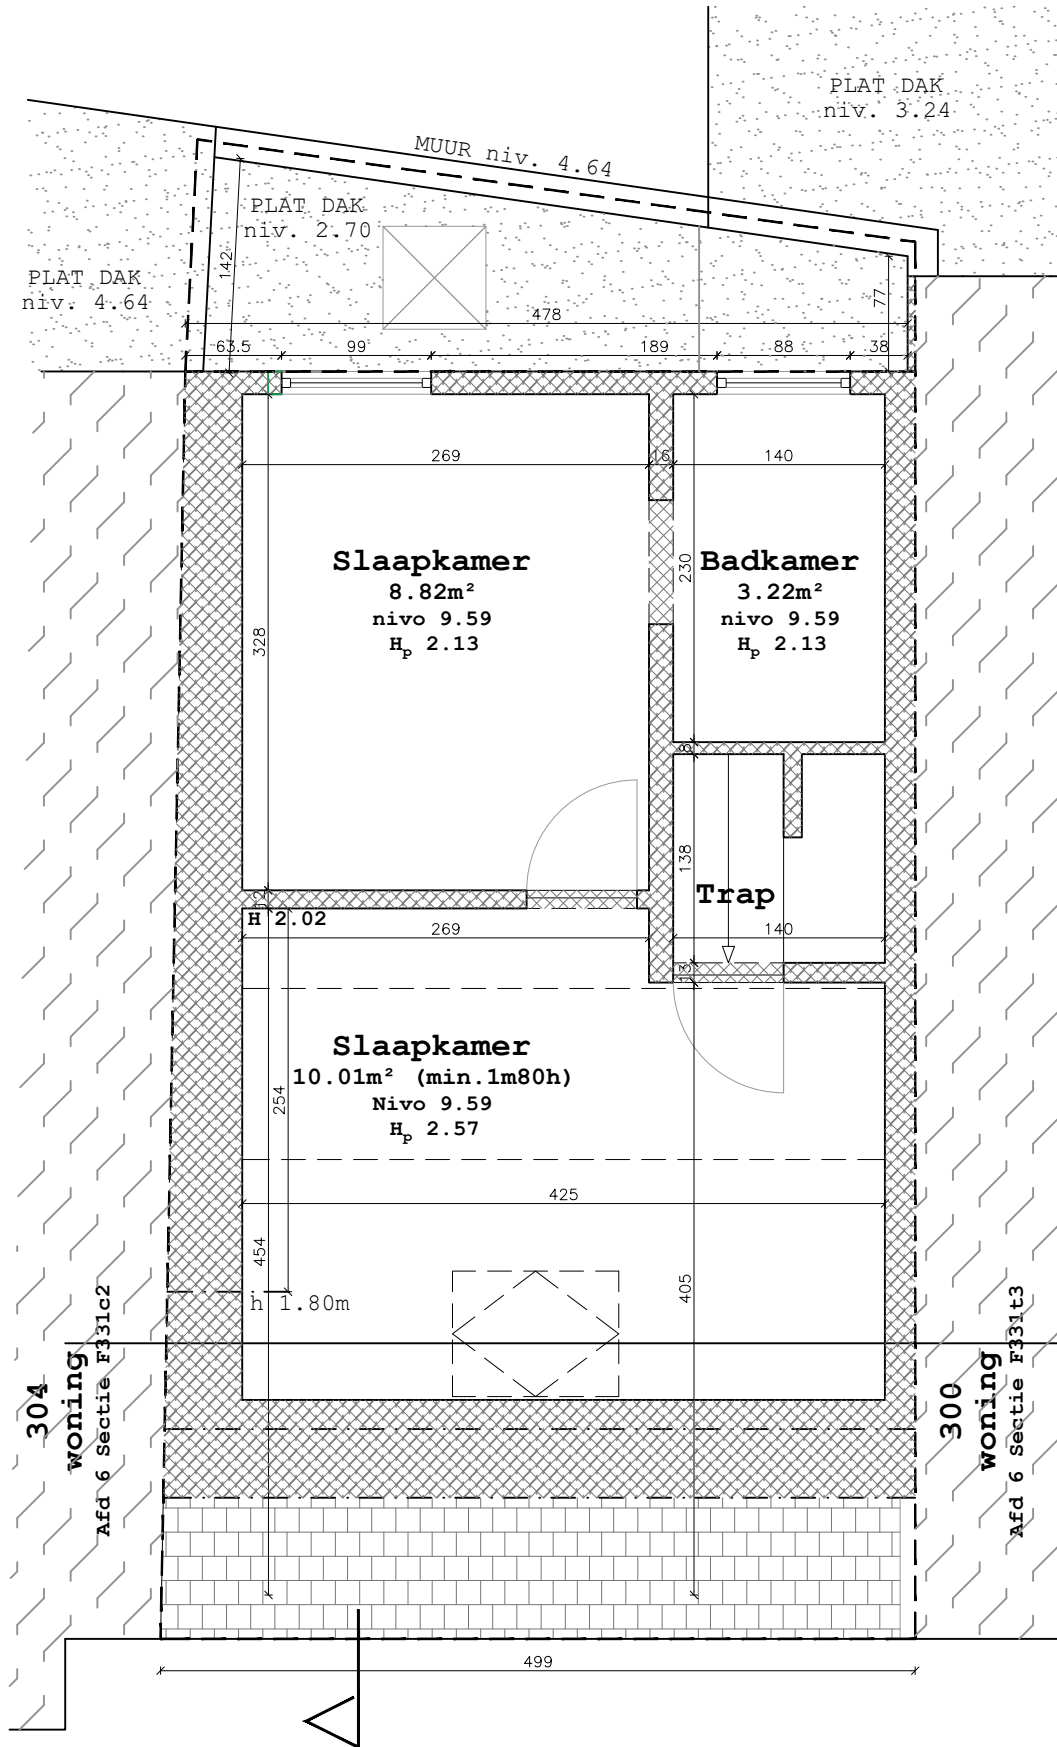 PLAT DAK
niv. 3.24
MUUR niv. 4.64
PLAT DAK
niv. 2.70
142
PLAT DAK
niv. 4.64
77
478
63.5
99
189
88
38
269
16
140
Slaapkamer
8.82m²
nivo 9.59
Hp 2.13
Badkamer
3.22m²
nivo 9.59
Hp 2.13
230
328
8
138
Trap
12
H 2.02
269
140
13
Slaapkamer
10.01m² (min.1m80h)
Nivo 9.59
Hp 2.57
254
425
454
405
h 1.80m
304
woning
Afd 6 Sectie F331c2
300
woning
Afd 6 Sectie F331t3
499